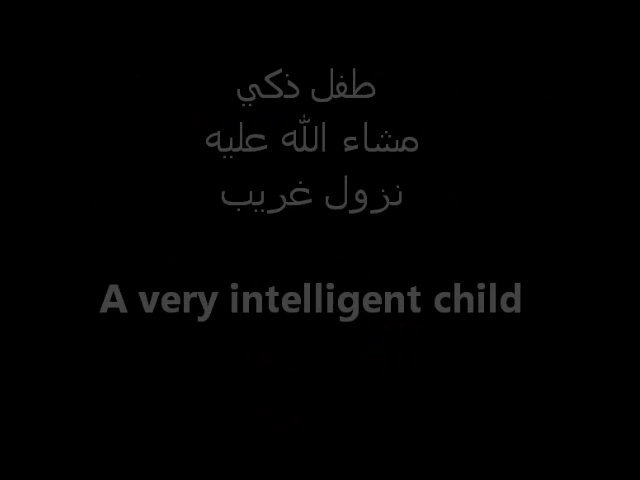 طفل ذكي
مشاء الله عليه
نزول غريب
A very intelligent child